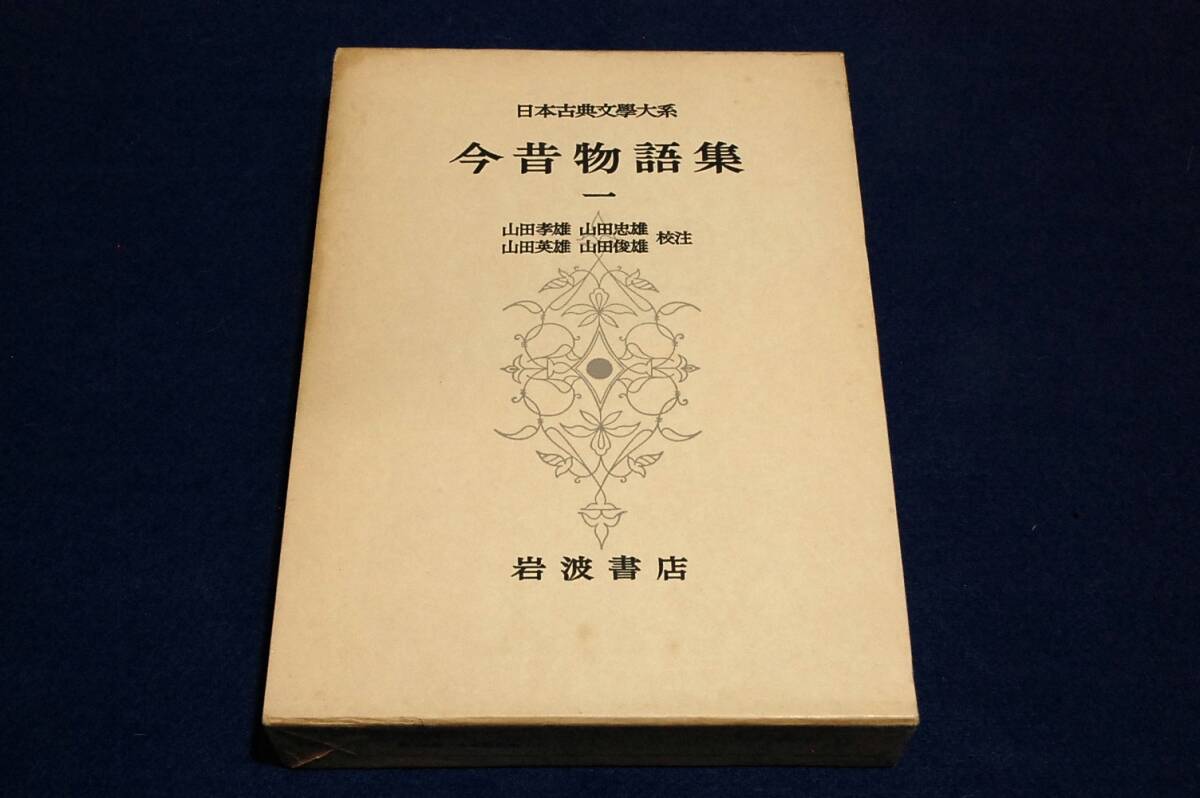 日本古典文學大系
今昔物語集
一
山田孝雄 山田忠雄
山田英雄 山田俊雄 校注
岩波書店